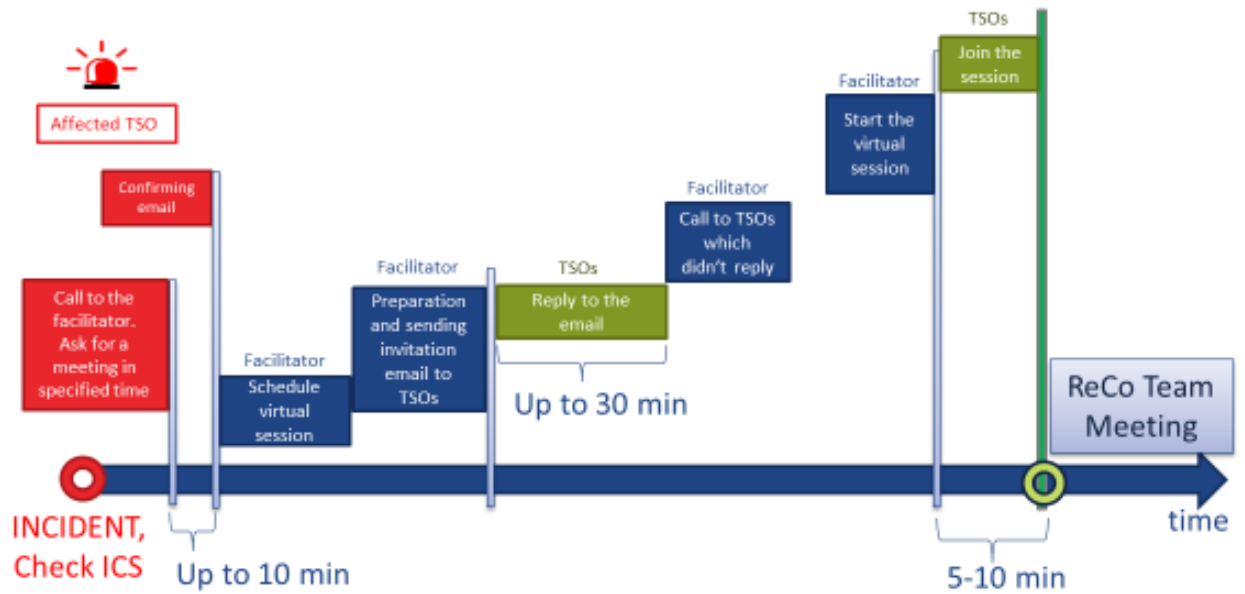 Affected TSO
Confirming
email
Call to the
facilitator.
Ask for a
meeting in
specified time
Facilitator
Schedule
virtual
session
Facilitator
Preparation
and sending
invitation
email to
TSOs
TSOs
Reply to the
email
Facilitator
Call to TSOs
which
didn't reply
Facilitator
Start the
virtual
session
TSOs
Join the
session
Up to 30 min
ReCo Team
Meeting
INCIDENT,
Check ICS
Up to 10 min
5-10 min
time